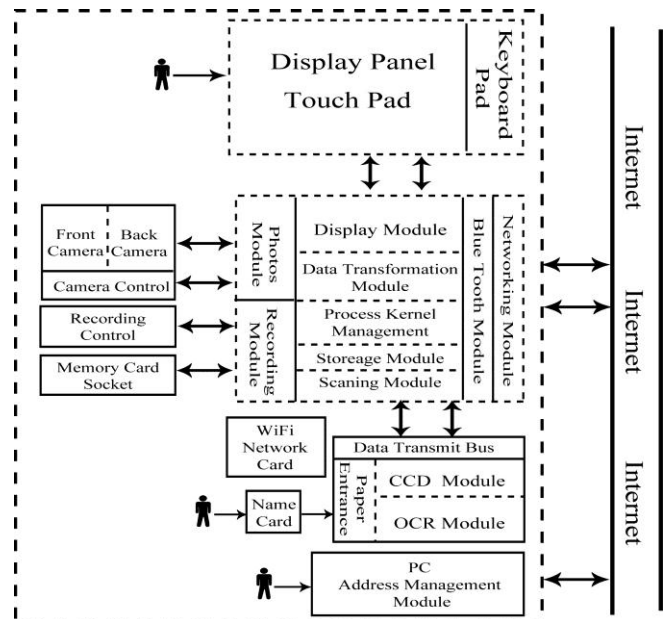 Display Panel
Touch Pad
Keyboard
Pad
Internet
Front
Camera
Back
Camera
Camera Control
Recording
Control
Memory Card
Socket
Photos
Module
Recording
Module
Display Module
Data Transformation
Module
Process Kernel
Management
Storeage Module
Scaning Module
Blue Tooth Module
Networking Module
Internet
WiFi
Network
Card
Data Transmit Bus
Paper
Entrance
CCD Module
OCR Module
Name
Card
Internet
PC
Address Management
Module